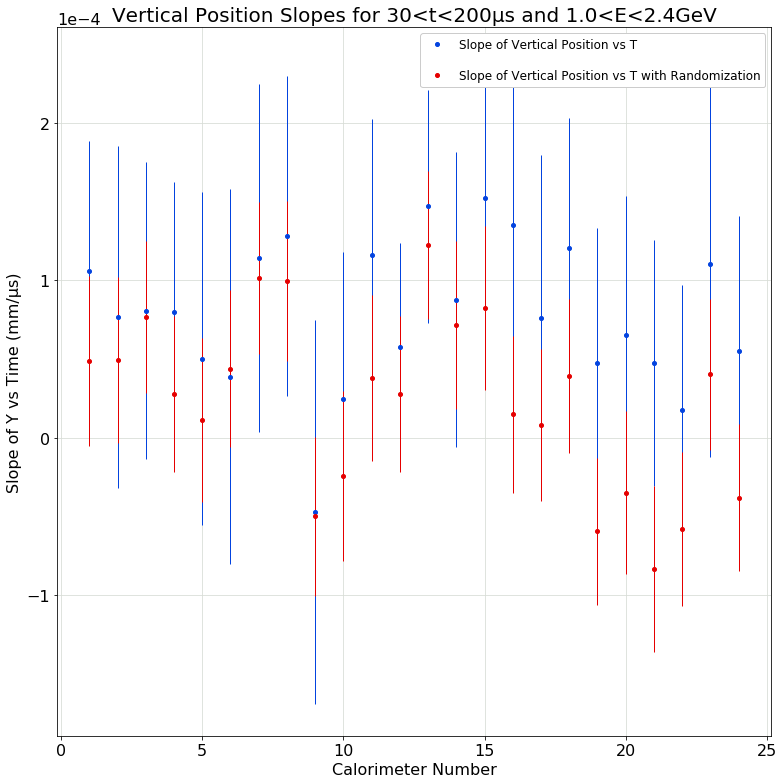 Vertical Position Slopes for 30<t<200μs and 1.0<E<2.4GeV
1e−4
Slope of Vertical Position vs T
Slope of Vertical Position vs T with Randomization
2
1
0
−1
Slope of Y vs Time (mm/μs)
0 5 10 15 20 25
Calorimeter Number